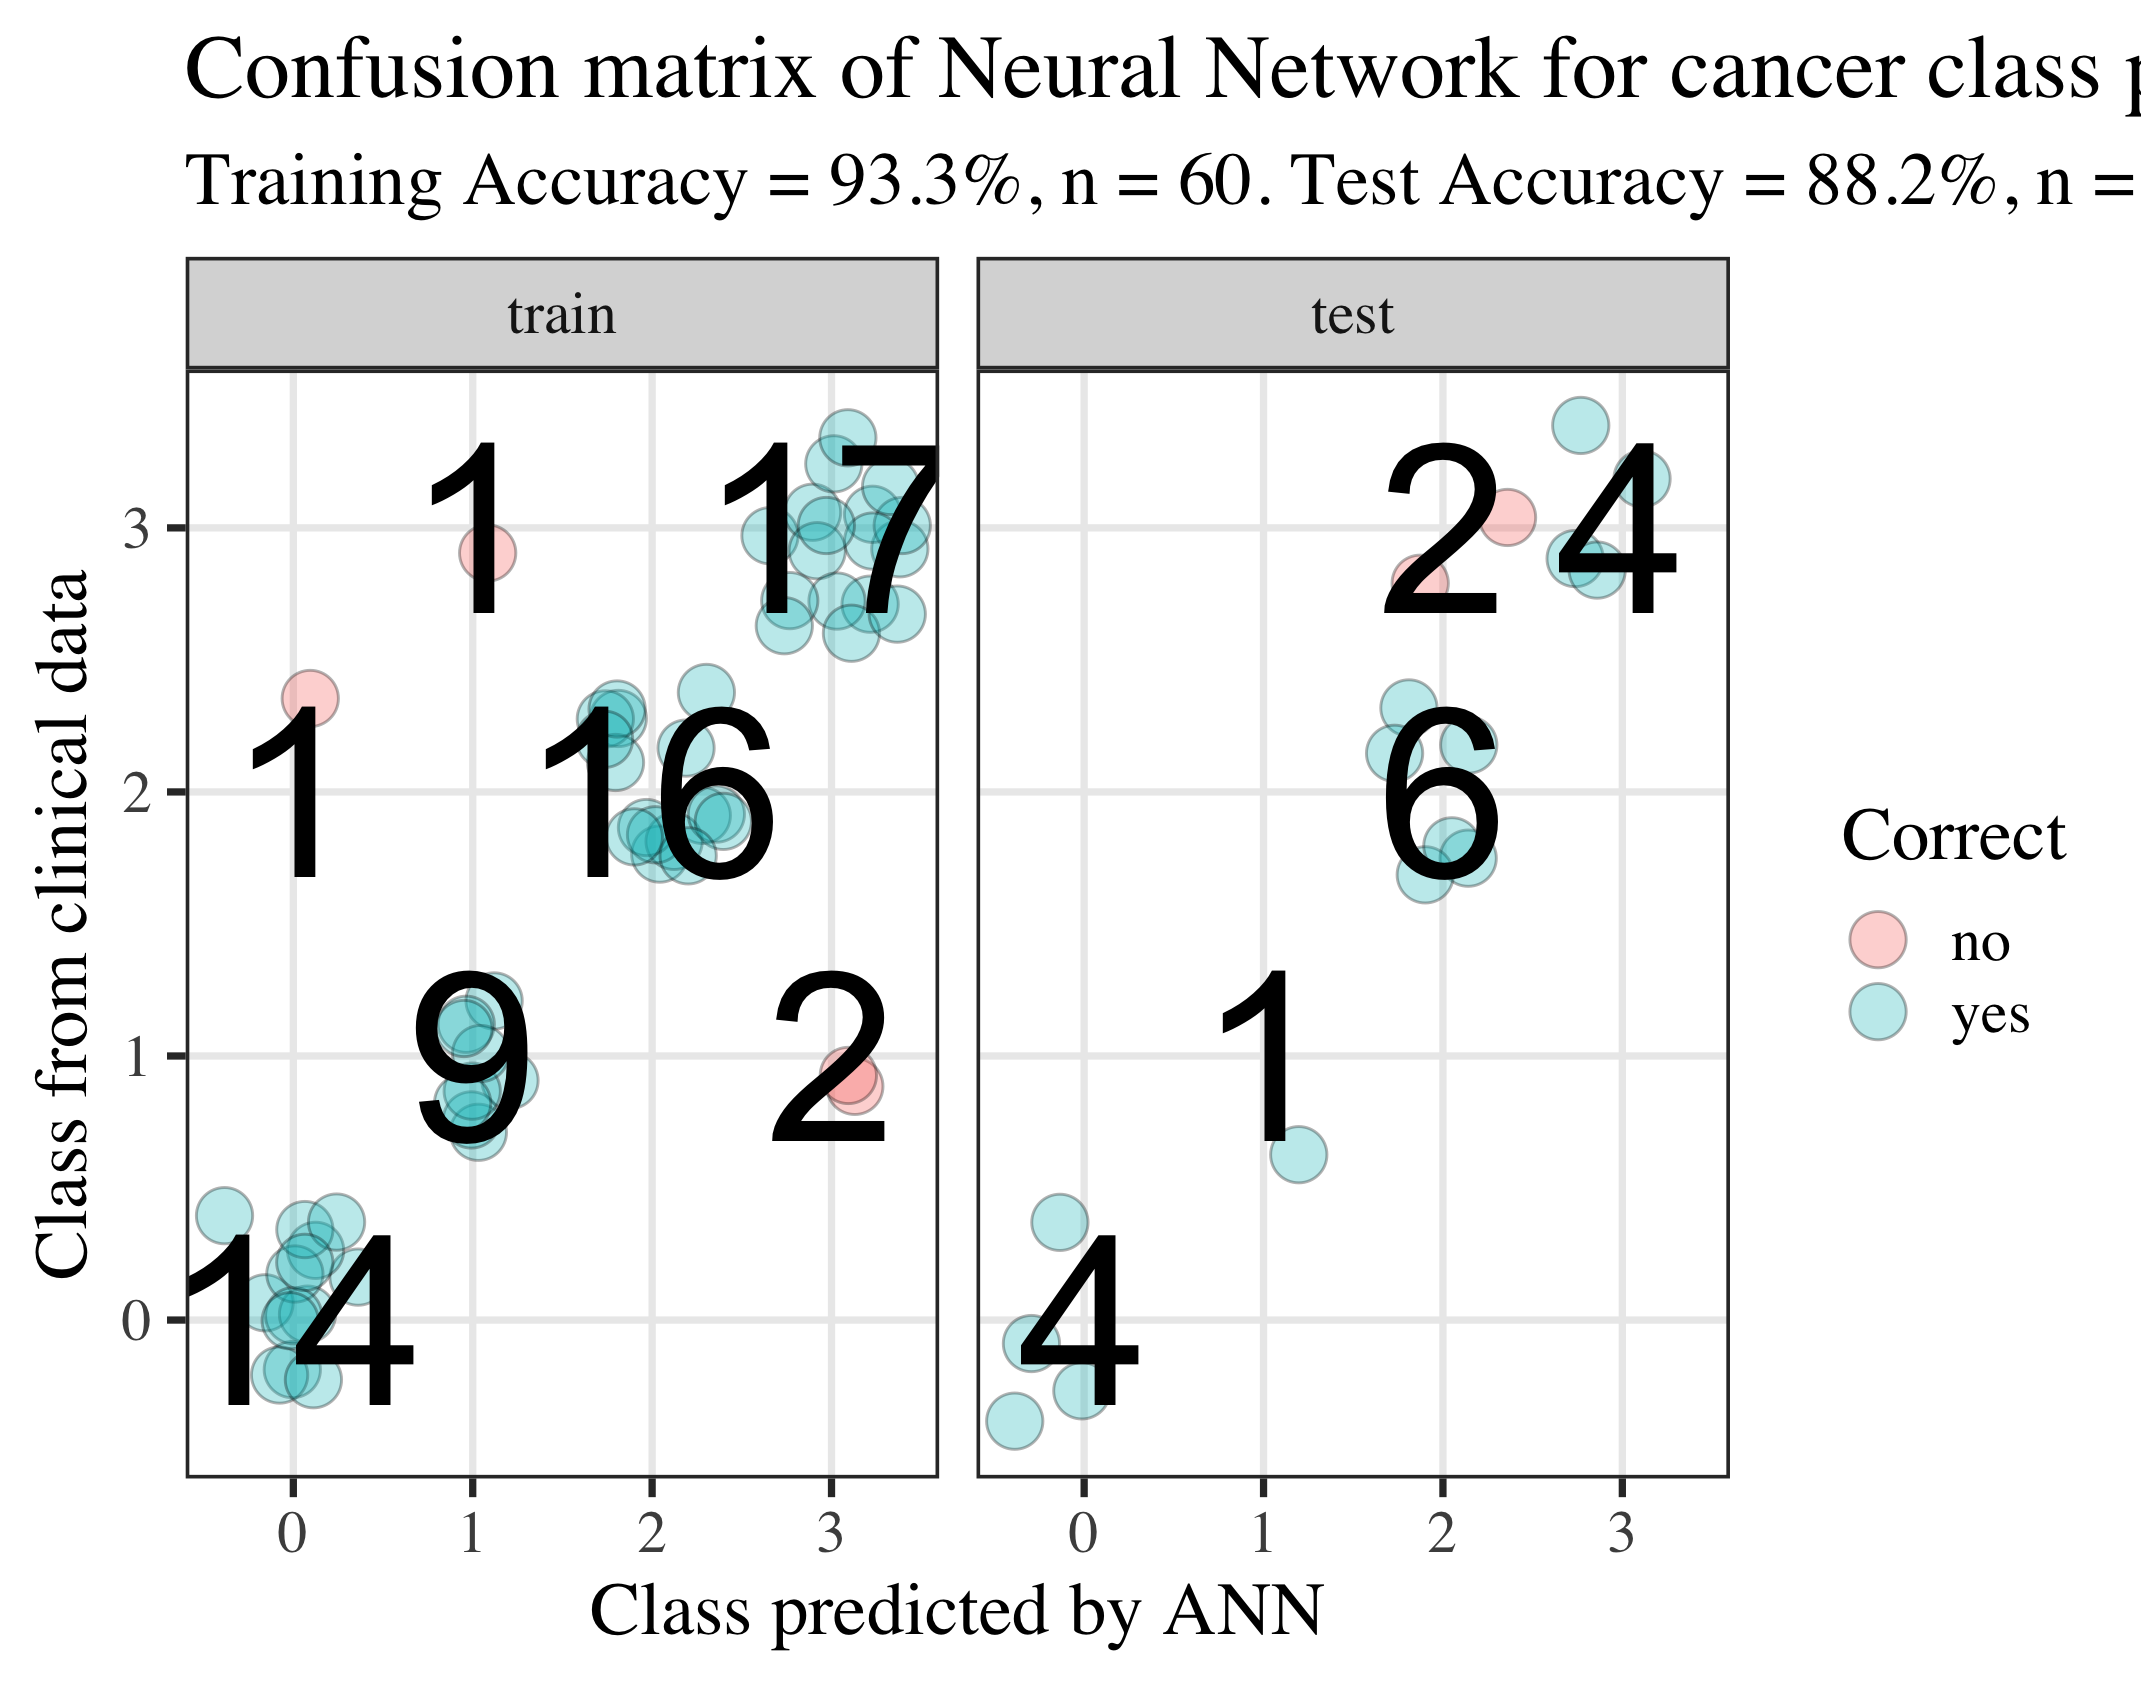 Confusion matrix of Neural Network for cancer class
Training Accuracy = 93.3%, n = 60. Test Accuracy = 88.2%, n =
train
test
1 17
2 4
3
1 16
6
2
9 2
1
1
14
4
0
0 1 2 3
0 1 2 3
Class predicted by ANN
Class from clinical data
Correct
no
yes